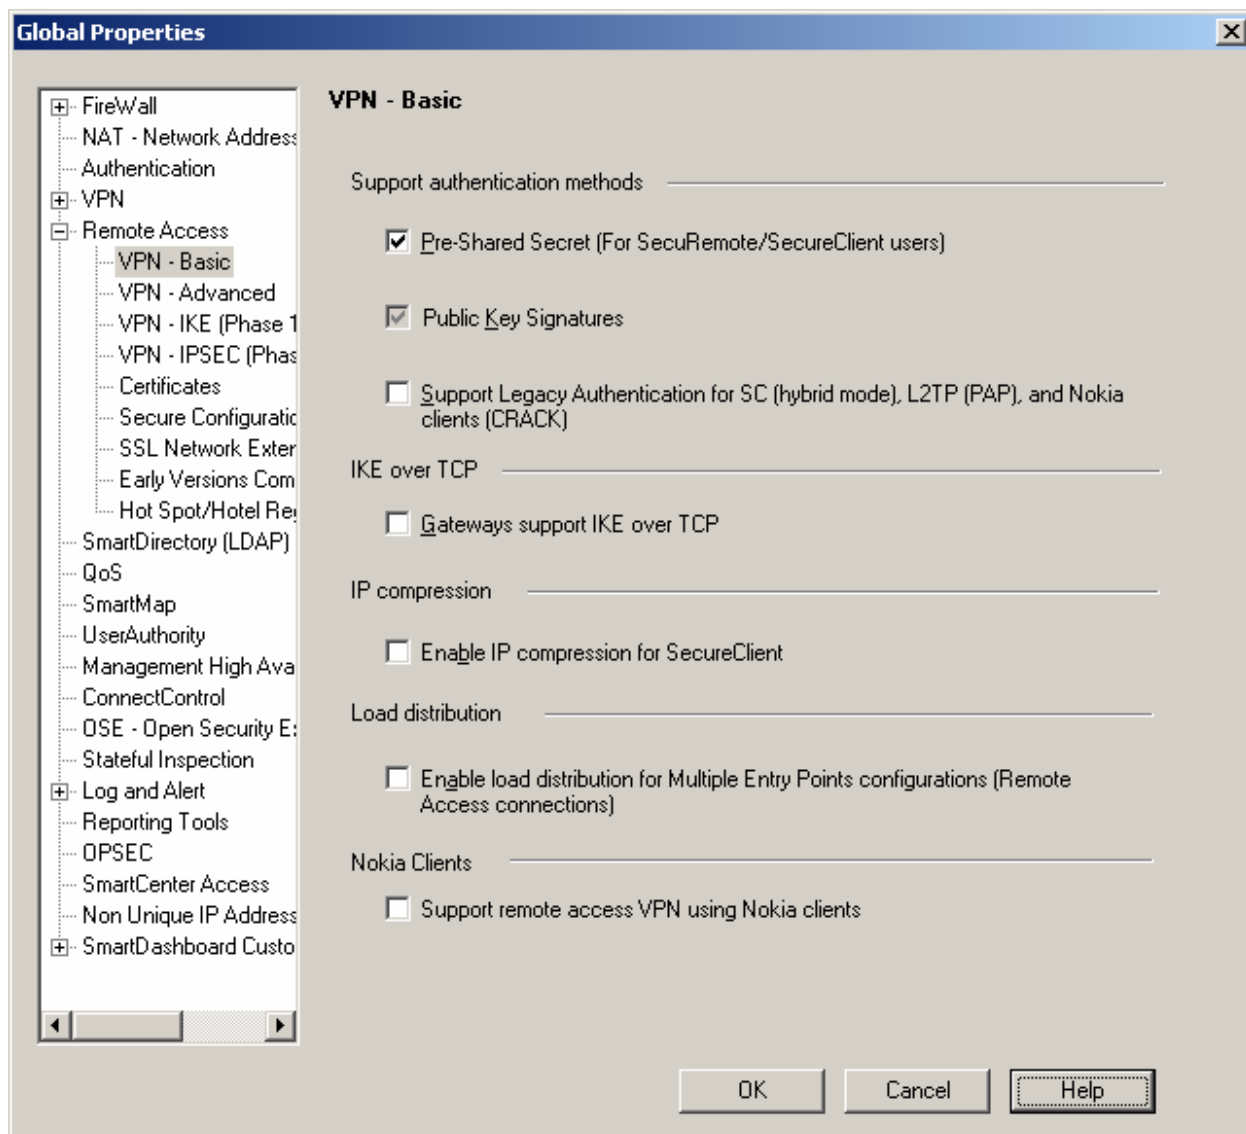 Global Properties
FireWall
NAT - Network Address
Authentication
VPN
Remote Access
VPN - Basic
VPN - Advanced
VPN - IKE (Phase 1
VPN - IPSEC (Phas
Certificates
Secure Configuratio
SSL Network Exter
Early Versions Com
Hot Spot/Hotel Reg
SmartDirectory (LDAP)
QoS
SmartMap
UserAuthority
Management High Ava
ConnectControl
OSE - Open Security E
Stateful Inspection
Log and Alert
Reporting Tools
OPSEC
SmartCenter Access
Non Unique IP Address
SmartDashboard Custo
VPN - Basic
Support authentication methods
Pre-Shared Secret (For SecuRemote/SecureClient users)
Public Key Signatures
Support Legacy Authentication for SC (hybrid mode), L2TP (PAP), and Nokia
clients (CRACK)
IKE over TCP
Gateways support IKE over TCP
IP compression
Enable IP compression for SecureClient
Load distribution
Enable load distribution for Multiple Entry Points configurations (Remote
Access connections)
Nokia Clients
Support remote access VPN using Nokia clients
OK
Cancel
Help